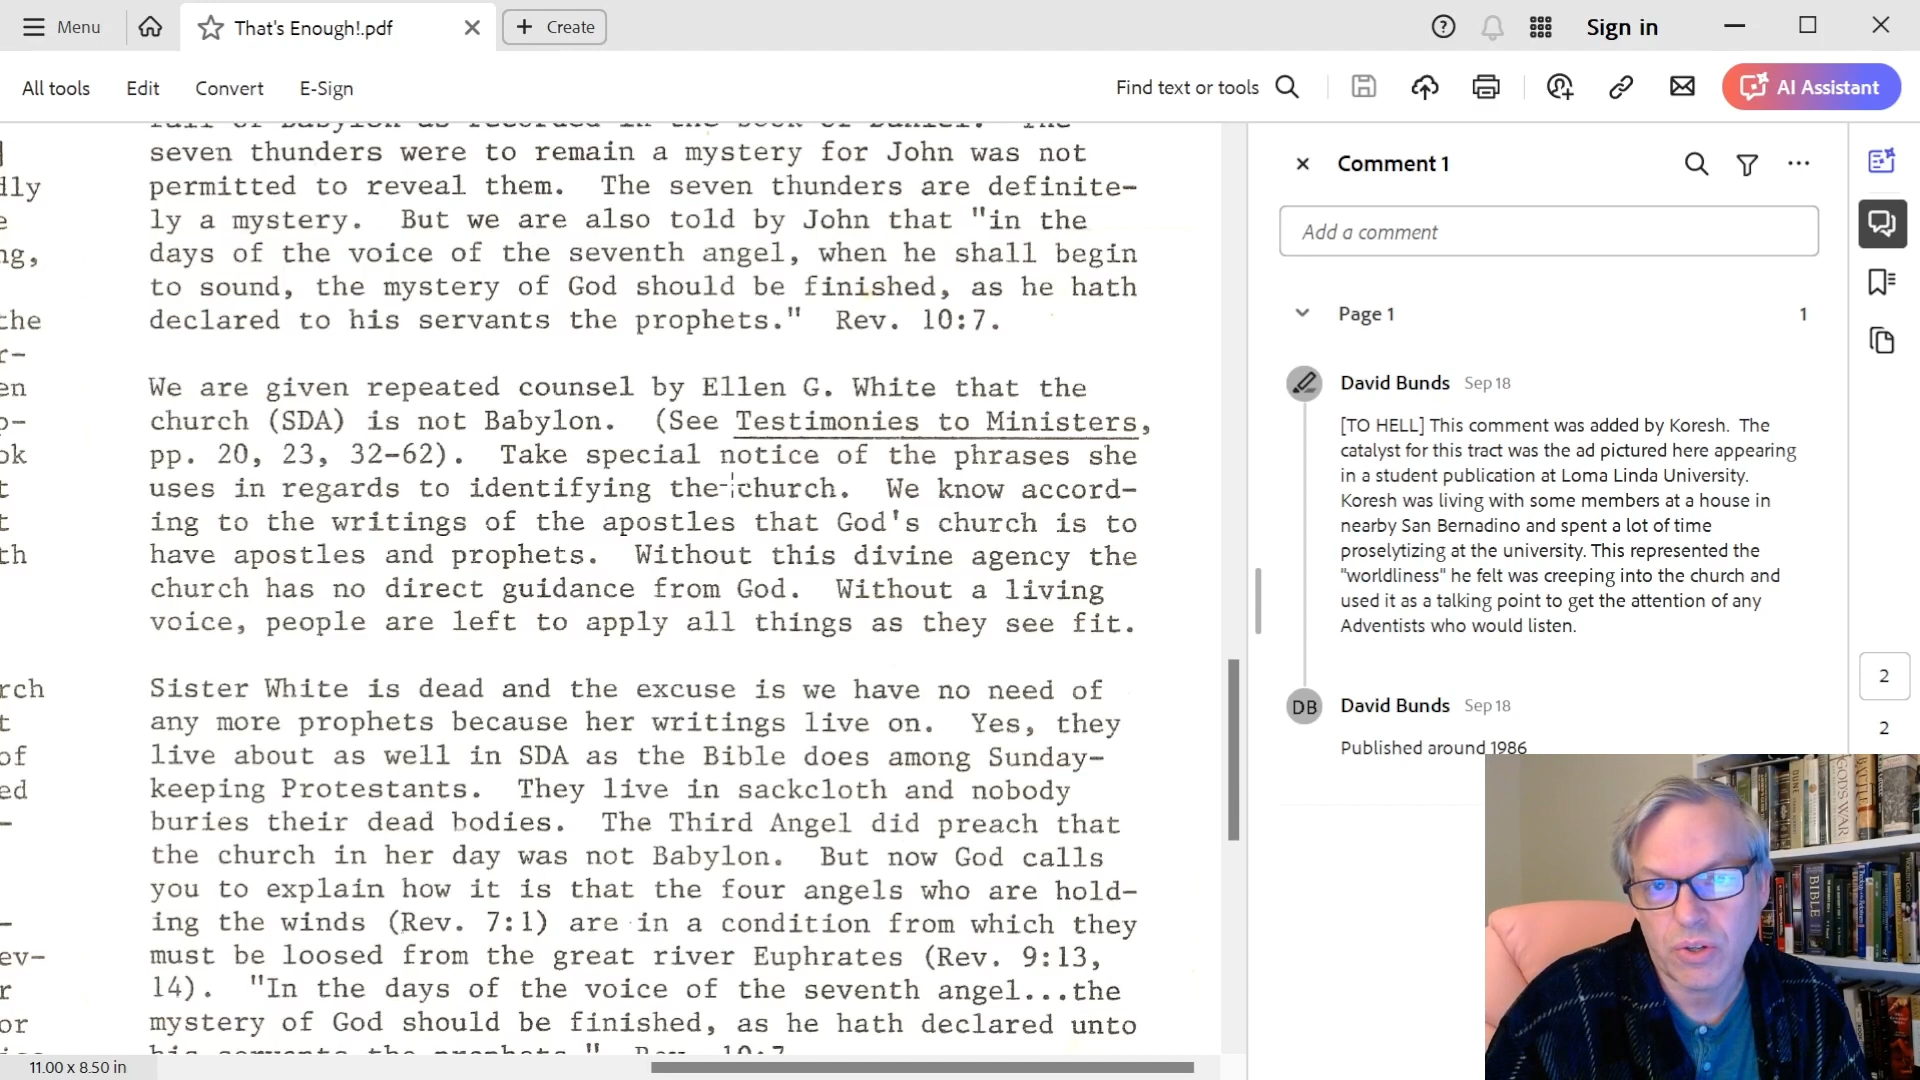 Menu
That's Enough!.pdf
Create
Sign in
All tools
Edit
Convert
E-Sign
Find text or tools
AI Assistant
seven thunders were to remain a mystery for John was not
permitted to reveal them. The seven thunders are definite-
ly a mystery. But we are also told by John that "in the
days of the voice of the seventh angel, when he shall begin
to sound, the mystery of God should be finished, as he hath
declared to his servants the prophets." Rev. 10:7.
We are given repeated counsel by Ellen G. White that the
church (SDA) is not Babylon. (See Testimonies to Ministers,
pp. 20, 23, 32-62). Take special notice of the phrases she
uses in regards to identifying the church. We know accord-
ing to the writings of the apostles that God's church is to
have apostles and prophets. Without this divine agency the
church has no direct guidance from God. Without a living
voice, people are left to apply all things as they see fit.
Sister White is dead and the excuse is we have no need of
any more prophets because her writings live on. Yes, they
live about as well in SDA as the Bible does among Sunday-
keeping Protestants. They live in sackcloth and nobody
buries their dead bodies. The Third Angel did preach that
the church in her day was not Babylon. But now God calls
you to explain how it is that the four angels who are hold-
ing the winds (Rev. 7:1) are in a condition from which they
must be loosed from the great river Euphrates (Rev. 9:13,
14). "In the days of the voice of the seventh angel...the
mystery of God should be finished, as he hath declared unto
11.00 x 8.50 in
Comment 1
Add a comment
Page 1
1
David Bunds Sep 18
[TO HELL] This comment was added by Koresh. The
catalyst for this tract was the ad pictured here appearing
in a student publication at Loma Linda University.
Koresh was living with some members at a house in
nearby San Bernadino and spent a lot of time
proselytizing at the university. This represented the
"worldliness" he felt was creeping into the church and
used it as a talking point to get the attention of any
Adventists who would listen.
DB
David Bunds Sep 18
Published around 1986
2
2
GOD'S WAR
BIBLE